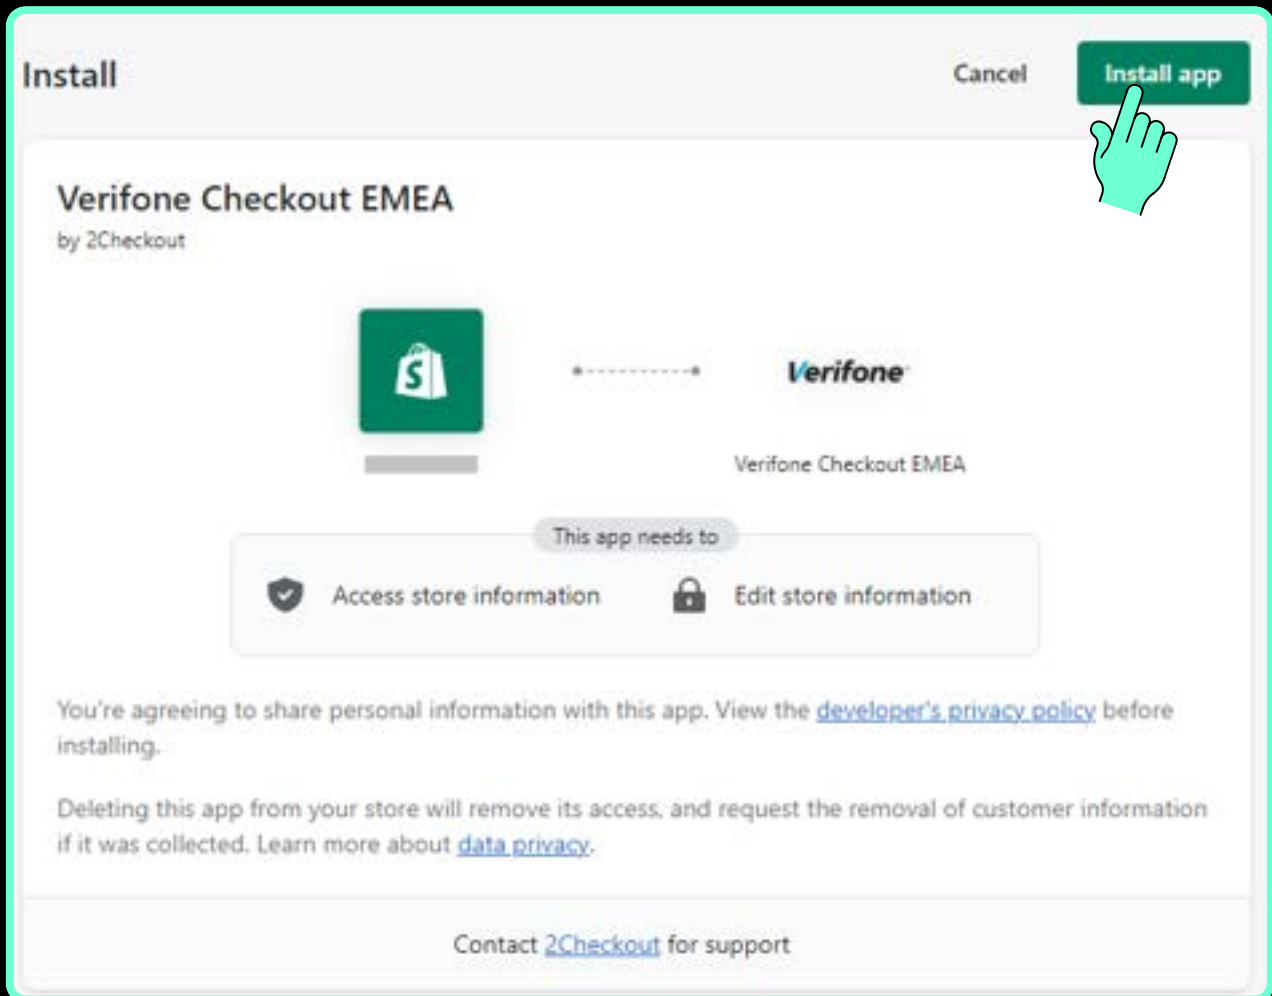 Install
Cancel
Install app
Verifone Checkout EMEA
by 2Checkout
S
Verifone
Verifone Checkout EMEA
This app needs to
Access store information
Edit store information
You're agreeing to share personal information with this app. View the developer's privacy policy before
installing.
Deleting this app from your store will remove its access, and request the removal of customer information
if it was collected. Learn more about data privacy.
Contact 2Checkout for support